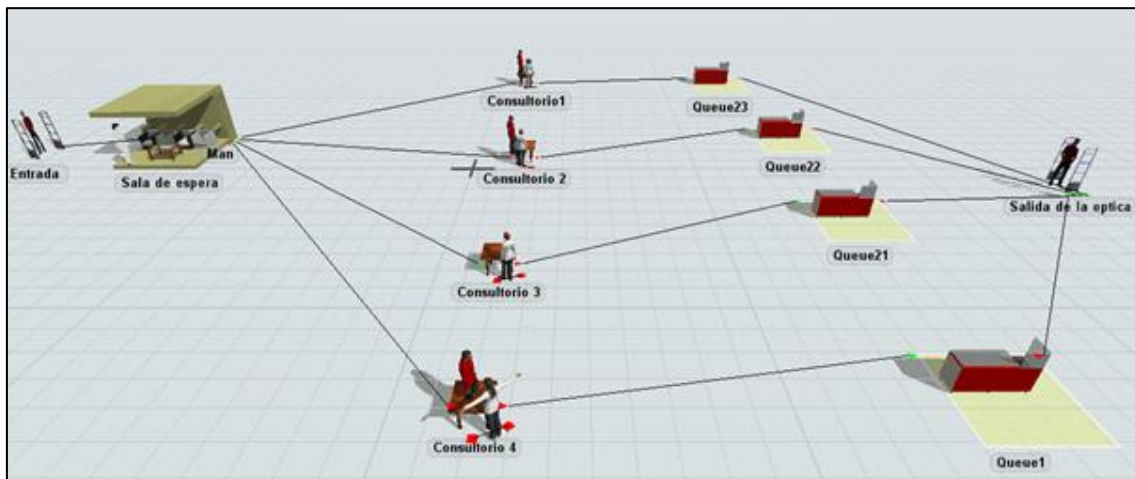 Consultorio1
Queue23
Man
Entrada
Sala de espera
Consultorio 2
Queue22
Salida de la optica
Queue21
Consultorio 3
Consultorio 4
Queue1